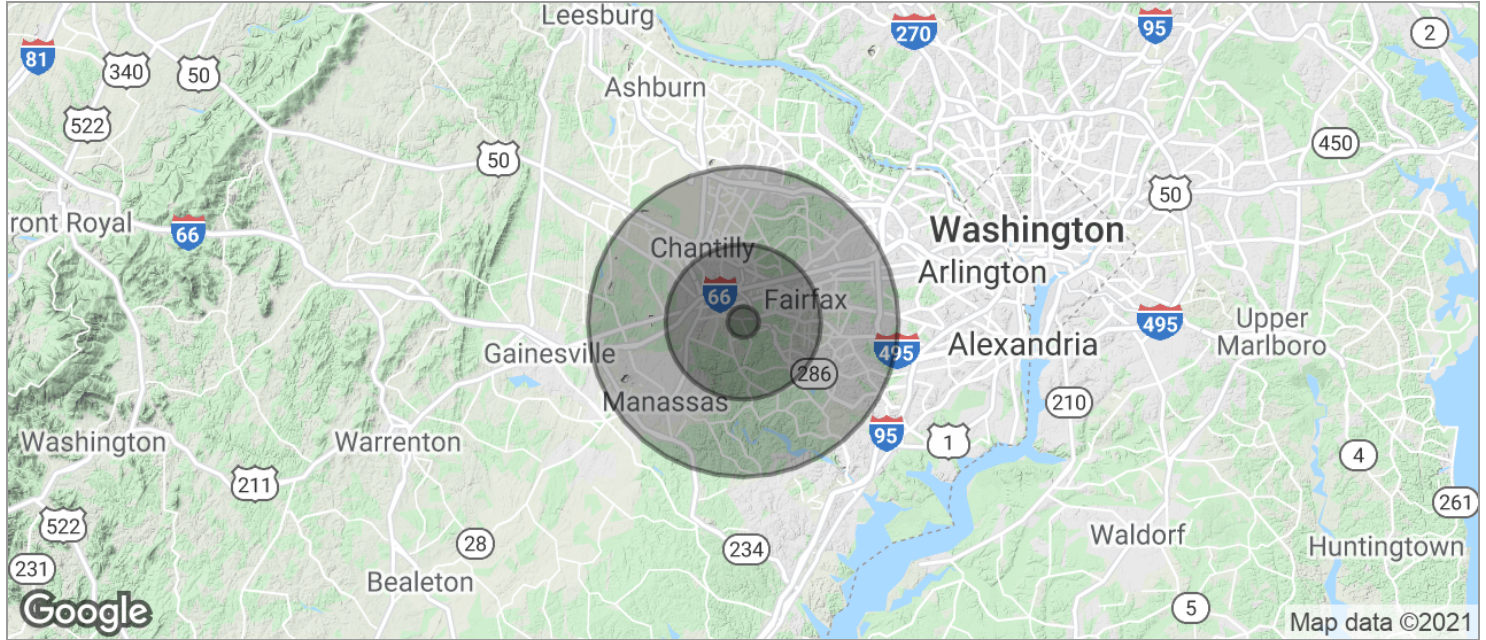 Leesburg
81
340
50
270
95
2
Ashburn
522
50
450
50
ront Royal
66
Washington
Chantilly
Arlington
66
Fairfax
Gainesville
495
Alexandria
495
Upper
Marlboro
286
Manassas
210
Washington
Warrenton
95
1
4
211
261
522
28
234
Waldorf
Huntingtown
231
Bealeton
5
Google
Map data ©2021